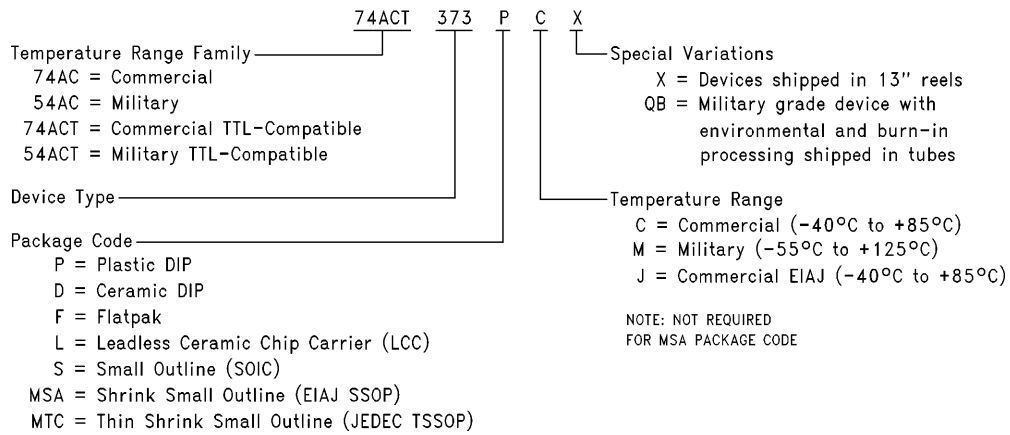 74ACT 373 P C X
Temperature Range Family
74AC = Commercial
54AC = Military
74ACT = Commercial TTL-Compatible
54ACT = Military TTL-Compatible
Device Type
Package Code
P = Plastic DIP
D = Ceramic DIP
F = Flatpak
L = Leadless Ceramic Chip Carrier (LCC)
S = Small Outline (SOIC)
MSA = Shrink Small Outline (EIAJ SSOP)
MTC = Thin Shrink Small Outline (JEDEC TSSOP)
Special Variations
X = Devices shipped in 13" reels
QB = Military grade device with
environmental and burn-in
processing shipped in tubes
Temperature Range
C = Commercial (-40°C to +85°C)
M = Military (-55°C to +125°C)
J = Commercial EIAJ (-40°C to +85°C)
NOTE: NOT REQUIRED
FOR MSA PACKAGE CODE